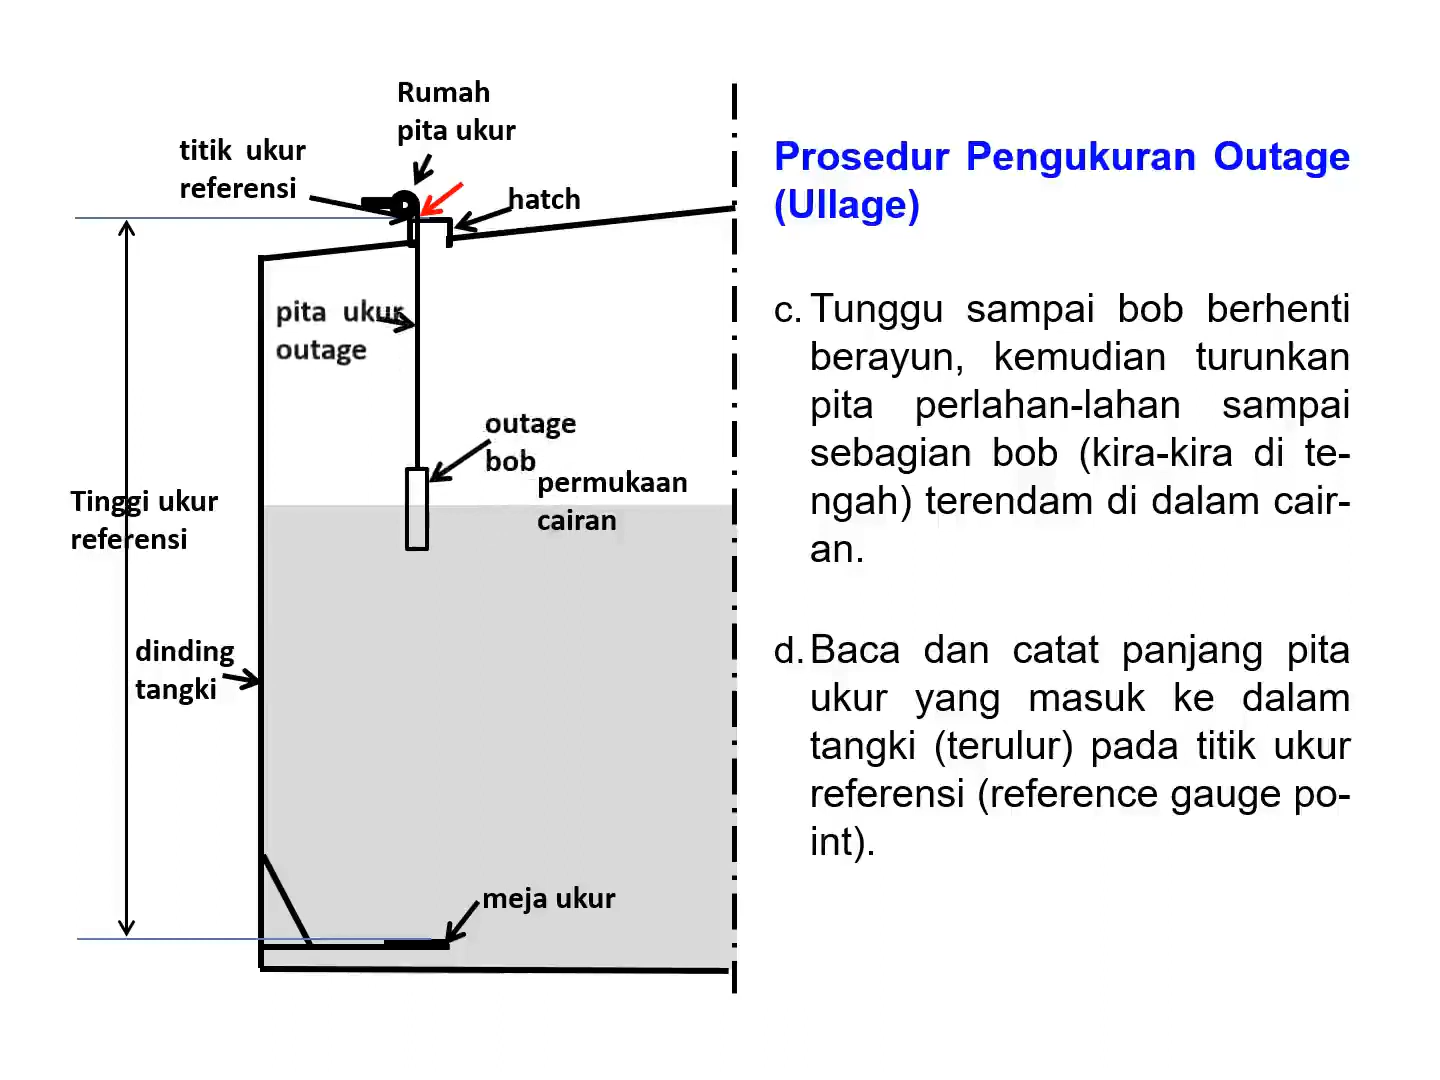 Rumah
pita ukur
titik ukur
referensi
hatch
pita ukur
outage
outage
bob
permukaan
cairan
Tinggi ukur
referensi
dinding
tangki
meja ukur
Prosedur Pengukuran Outage
(Ullage)
c. Tunggu sampai bob berhenti
berayun, kemudian turunkan
pita perlahan-lahan sampai
sebagian bob (kira-kira di te-
ngah) terendam di dalam cair-
an.
d. Baca dan catat panjang pita
ukur yang masuk ke dalam
tangki (terulur) pada titik ukur
referensi (reference gauge po-
int).